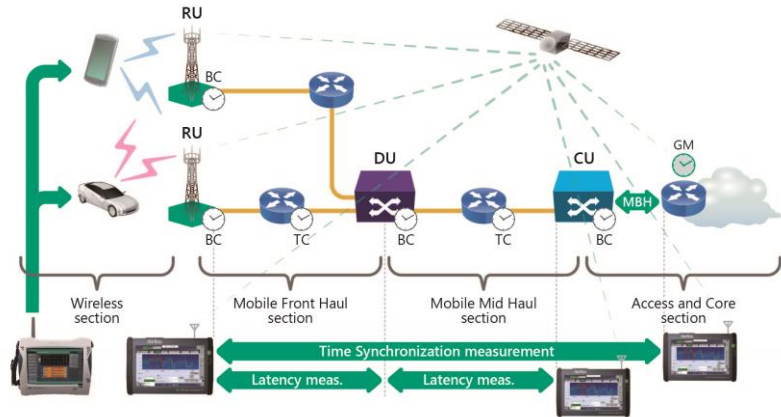 RU
BC
RU
DU
CU
GM
MBH
BC
TC
BC
TC
BC
Wireless
section
Mobile Front Haul
section
Mobile Mid Haul
section
Access and Core
section
Time Synchronization measurement
Latency meas.
Latency meas.